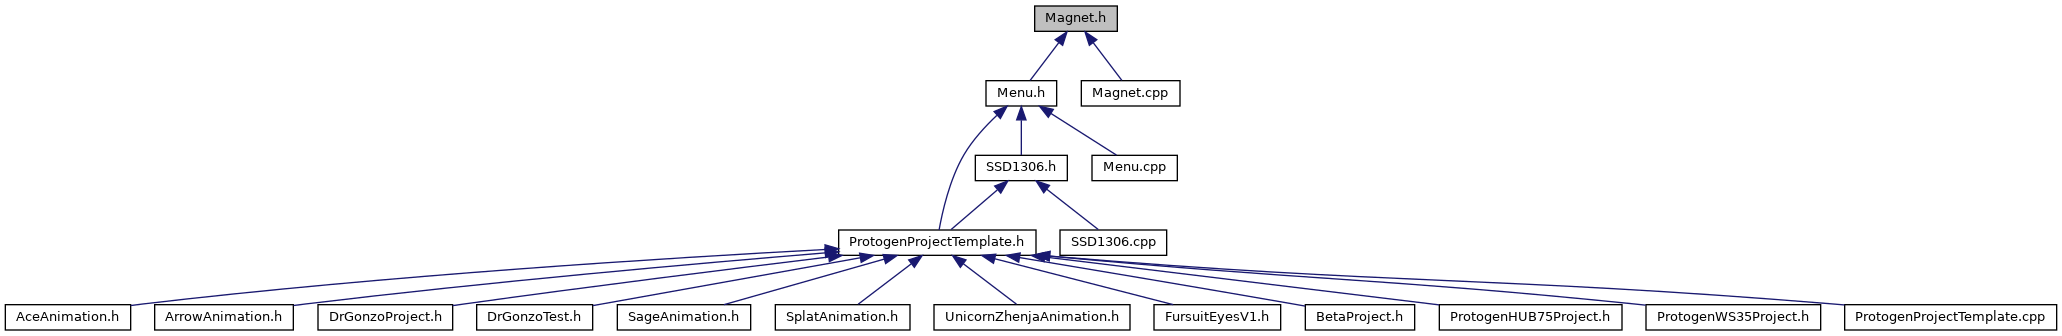 Magnet.h
Menu.h
Magnet.cpp
SSD1306.h
Menu.cpp
ProtogenProjectTemplate.h
SSD1306.cpp
AceAnimation.h
ArrowAnimation.h
DrGonzoProject.h
DrGonzoTest.h
SageAnimation.h
SplatAnimation.h
UnicornZhenjaAnimation.h
FursuitEyesV1.h
BetaProject.h
ProtogenHUB75Project.h
ProtogenWS35Project.h
ProtogenProjectTemplate.cpp